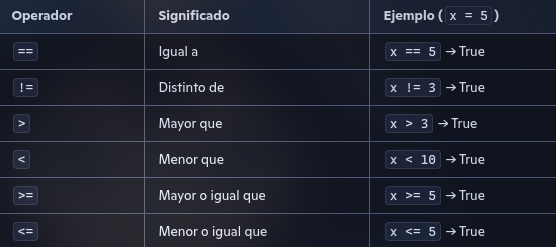 Operador Significado Ejemplo ( x = 5 )
== Igual a x == 5 → True
!= Distinto de x != 3 → True
> Mayor que x > 3 → True
< Menor que x < 10 → True
>= Mayor o igual que x >= 5 → True
<= Menor o igual que x <= 5 → True